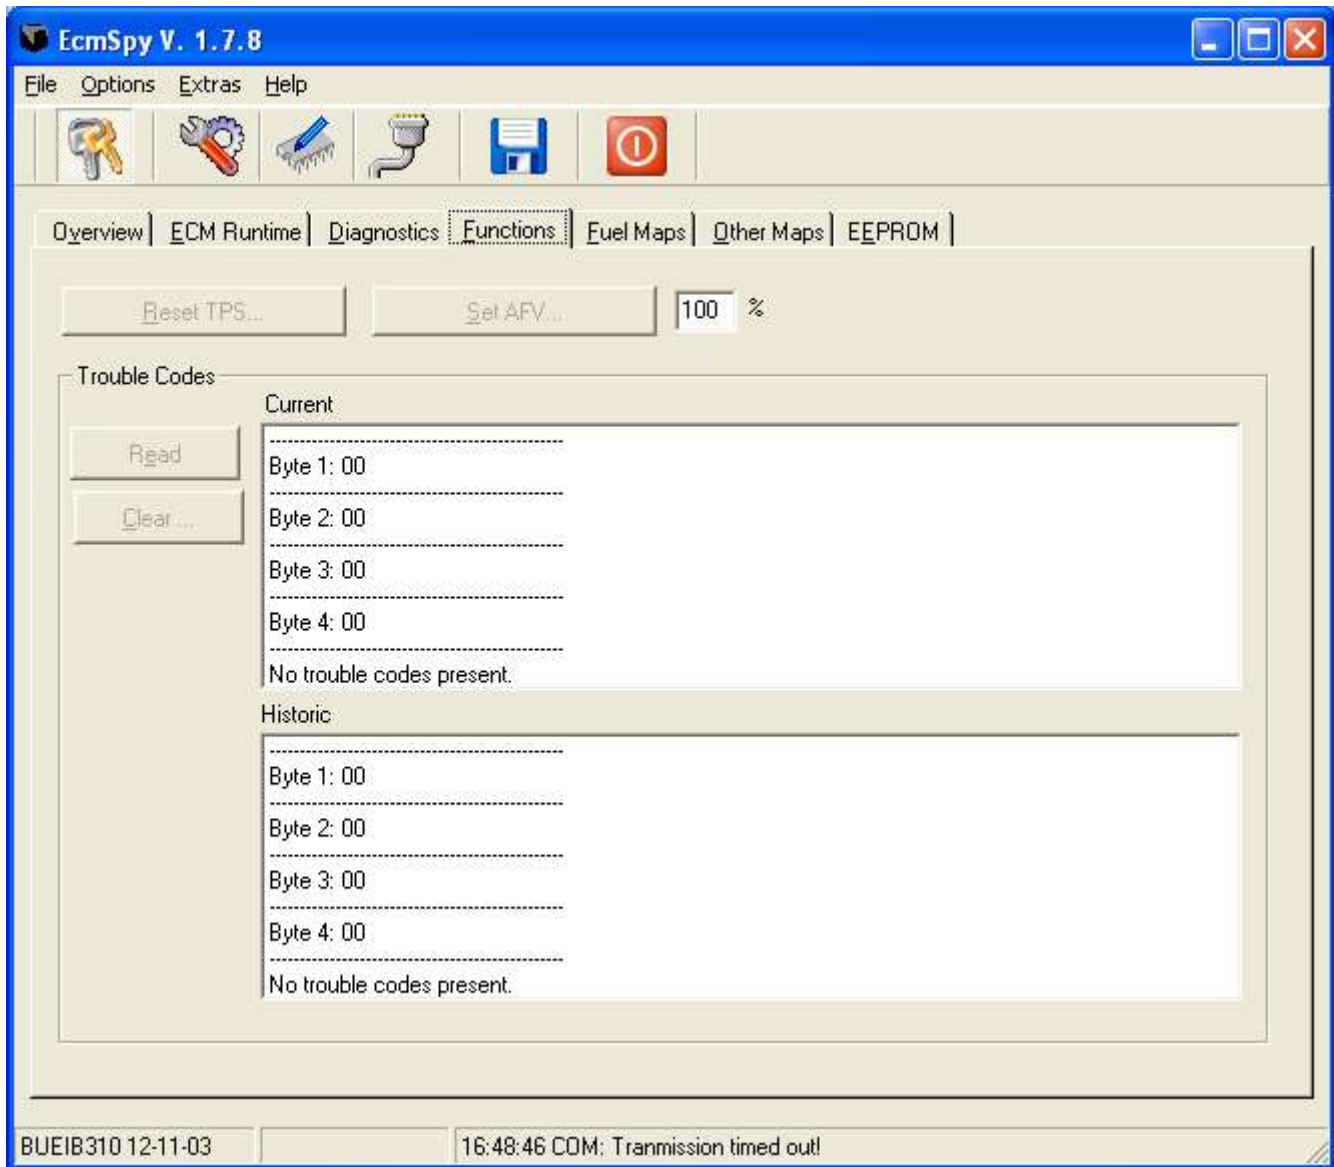 EcmSpy V. 1.7.8
File Options Extras Help
Overview ECM Runtime Diagnostics Functions Fuel Maps Other Maps EEPROM
Reset TPS... Set AFV... 100 %
Trouble Codes
Current
Read
Clear ...
--------------------------------------------------
Byte 1: 00
--------------------------------------------------
Byte 2: 00
--------------------------------------------------
Byte 3: 00
--------------------------------------------------
Byte 4: 00
--------------------------------------------------
No trouble codes present.
Historic
--------------------------------------------------
Byte 1: 00
--------------------------------------------------
Byte 2: 00
--------------------------------------------------
Byte 3: 00
--------------------------------------------------
Byte 4: 00
--------------------------------------------------
No trouble codes present.
BUEIB310 12-11-03 16:48:46 COM: Tranmission timed out!